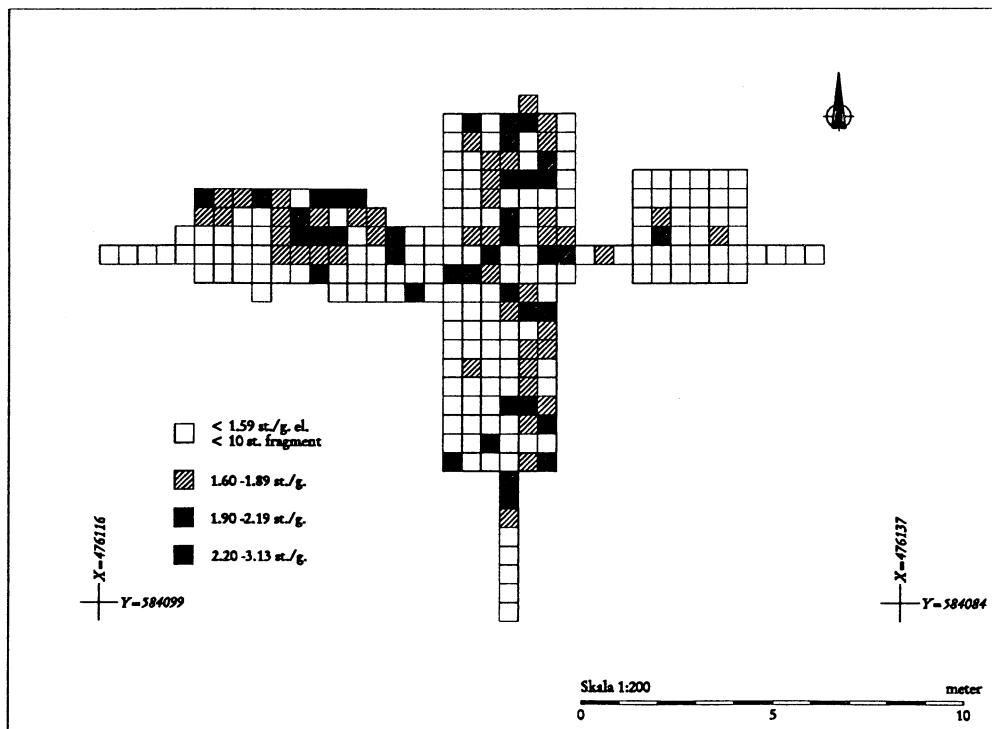 < 1.59 st./g. el.
< 10 st. fragment
1.60 -1.89 st./g.
1.90 -2.19 st./g.
2.20 -3.13 st./g.
X=476116
Y=584099
X=476137
Y=584084
Skala 1:200 meter
0 5 10